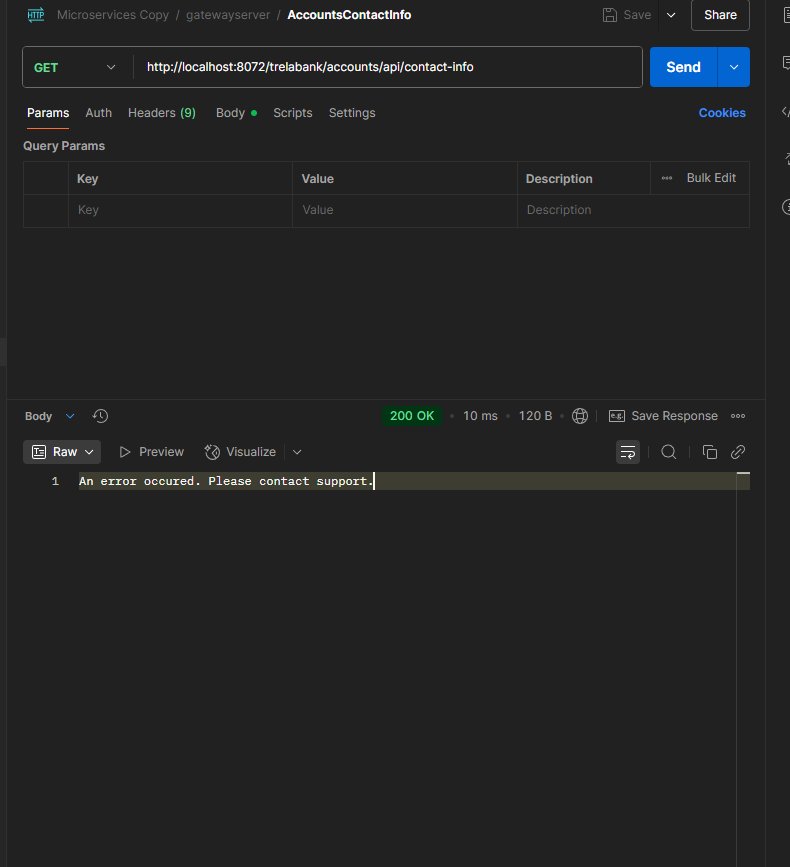 HTTP Microservices Copy / gatewayserver / AccountsContactInfo Save Share
GET http://localhost:8072/trelabank/accounts/api/contact-info Send
Params Auth Headers (9) Body Scripts Settings Cookies
Query Params
Key Value Description Bulk Edit
Key Value Description
Body 200 OK 10 ms 120 B e.g. Save Response
Raw Preview Visualize
1 An error occured. Please contact support.